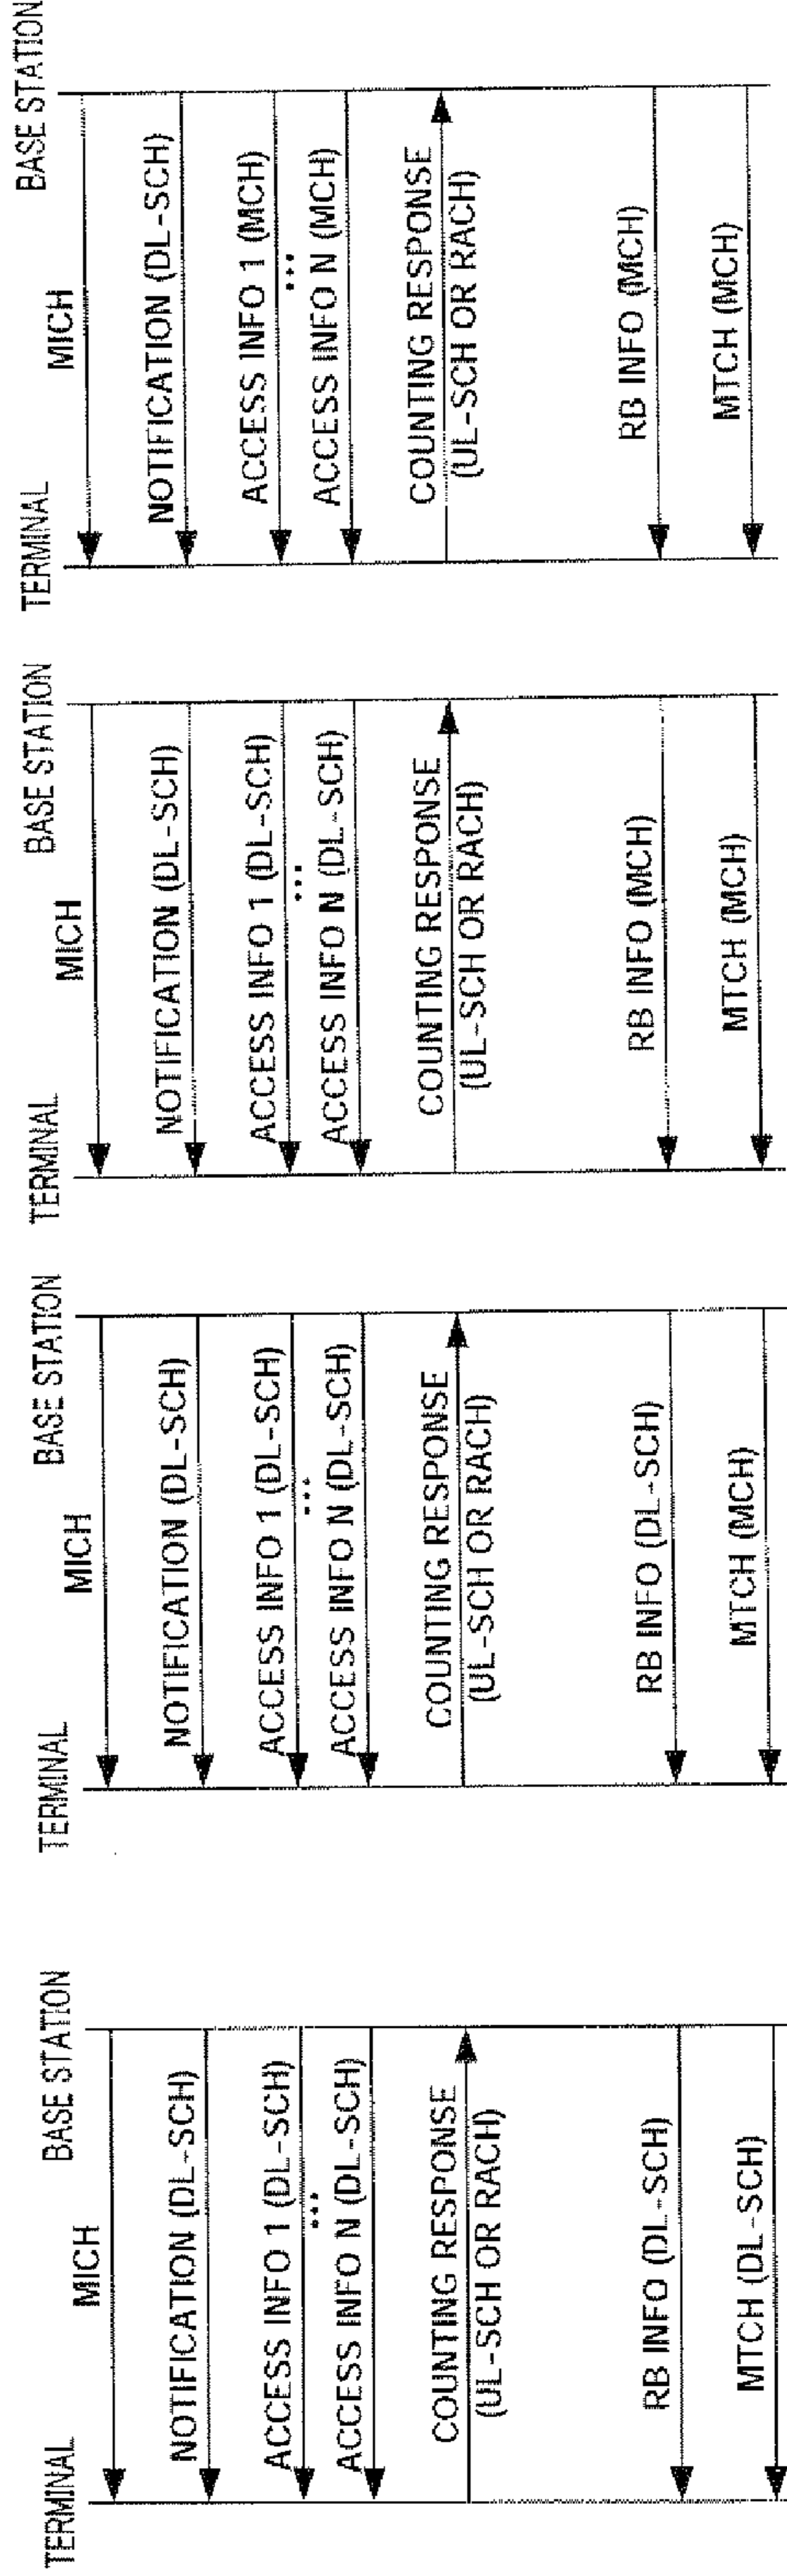 TERMINAL
BASE STATION
MICH
NOTIFICATION (DL-SCH)
ACCESS INFO 1 (DL-SCH)
...
ACCESS INFO N (DL-SCH)
COUNTING RESPONSE
(UL-SCH OR RACH)
RB INFO (DL-SCH)
MTCH (DL-SCH)
TERMINAL
BASE STATION
MICH
NOTIFICATION (DL-SCH)
ACCESS INFO 1 (DL-SCH)
...
ACCESS INFO N (DL-SCH)
COUNTING RESPONSE
(UL-SCH OR RACH)
RB INFO (DL-SCH)
MTCH (MCH)
TERMINAL
BASE STATION
MICH
NOTIFICATION (DL-SCH)
ACCESS INFO 1 (DL-SCH)
...
ACCESS INFO N (DL-SCH)
COUNTING RESPONSE
(UL-SCH OR RACH)
RB INFO (MCH)
MTCH (MCH)
TERMINAL
BASE STATION
MICH
NOTIFICATION (DL-SCH)
ACCESS INFO 1 (MCH)
...
ACCESS INFO N (MCH)
COUNTING RESPONSE
(UL-SCH OR RACH)
RB INFO (MCH)
MTCH (MCH)